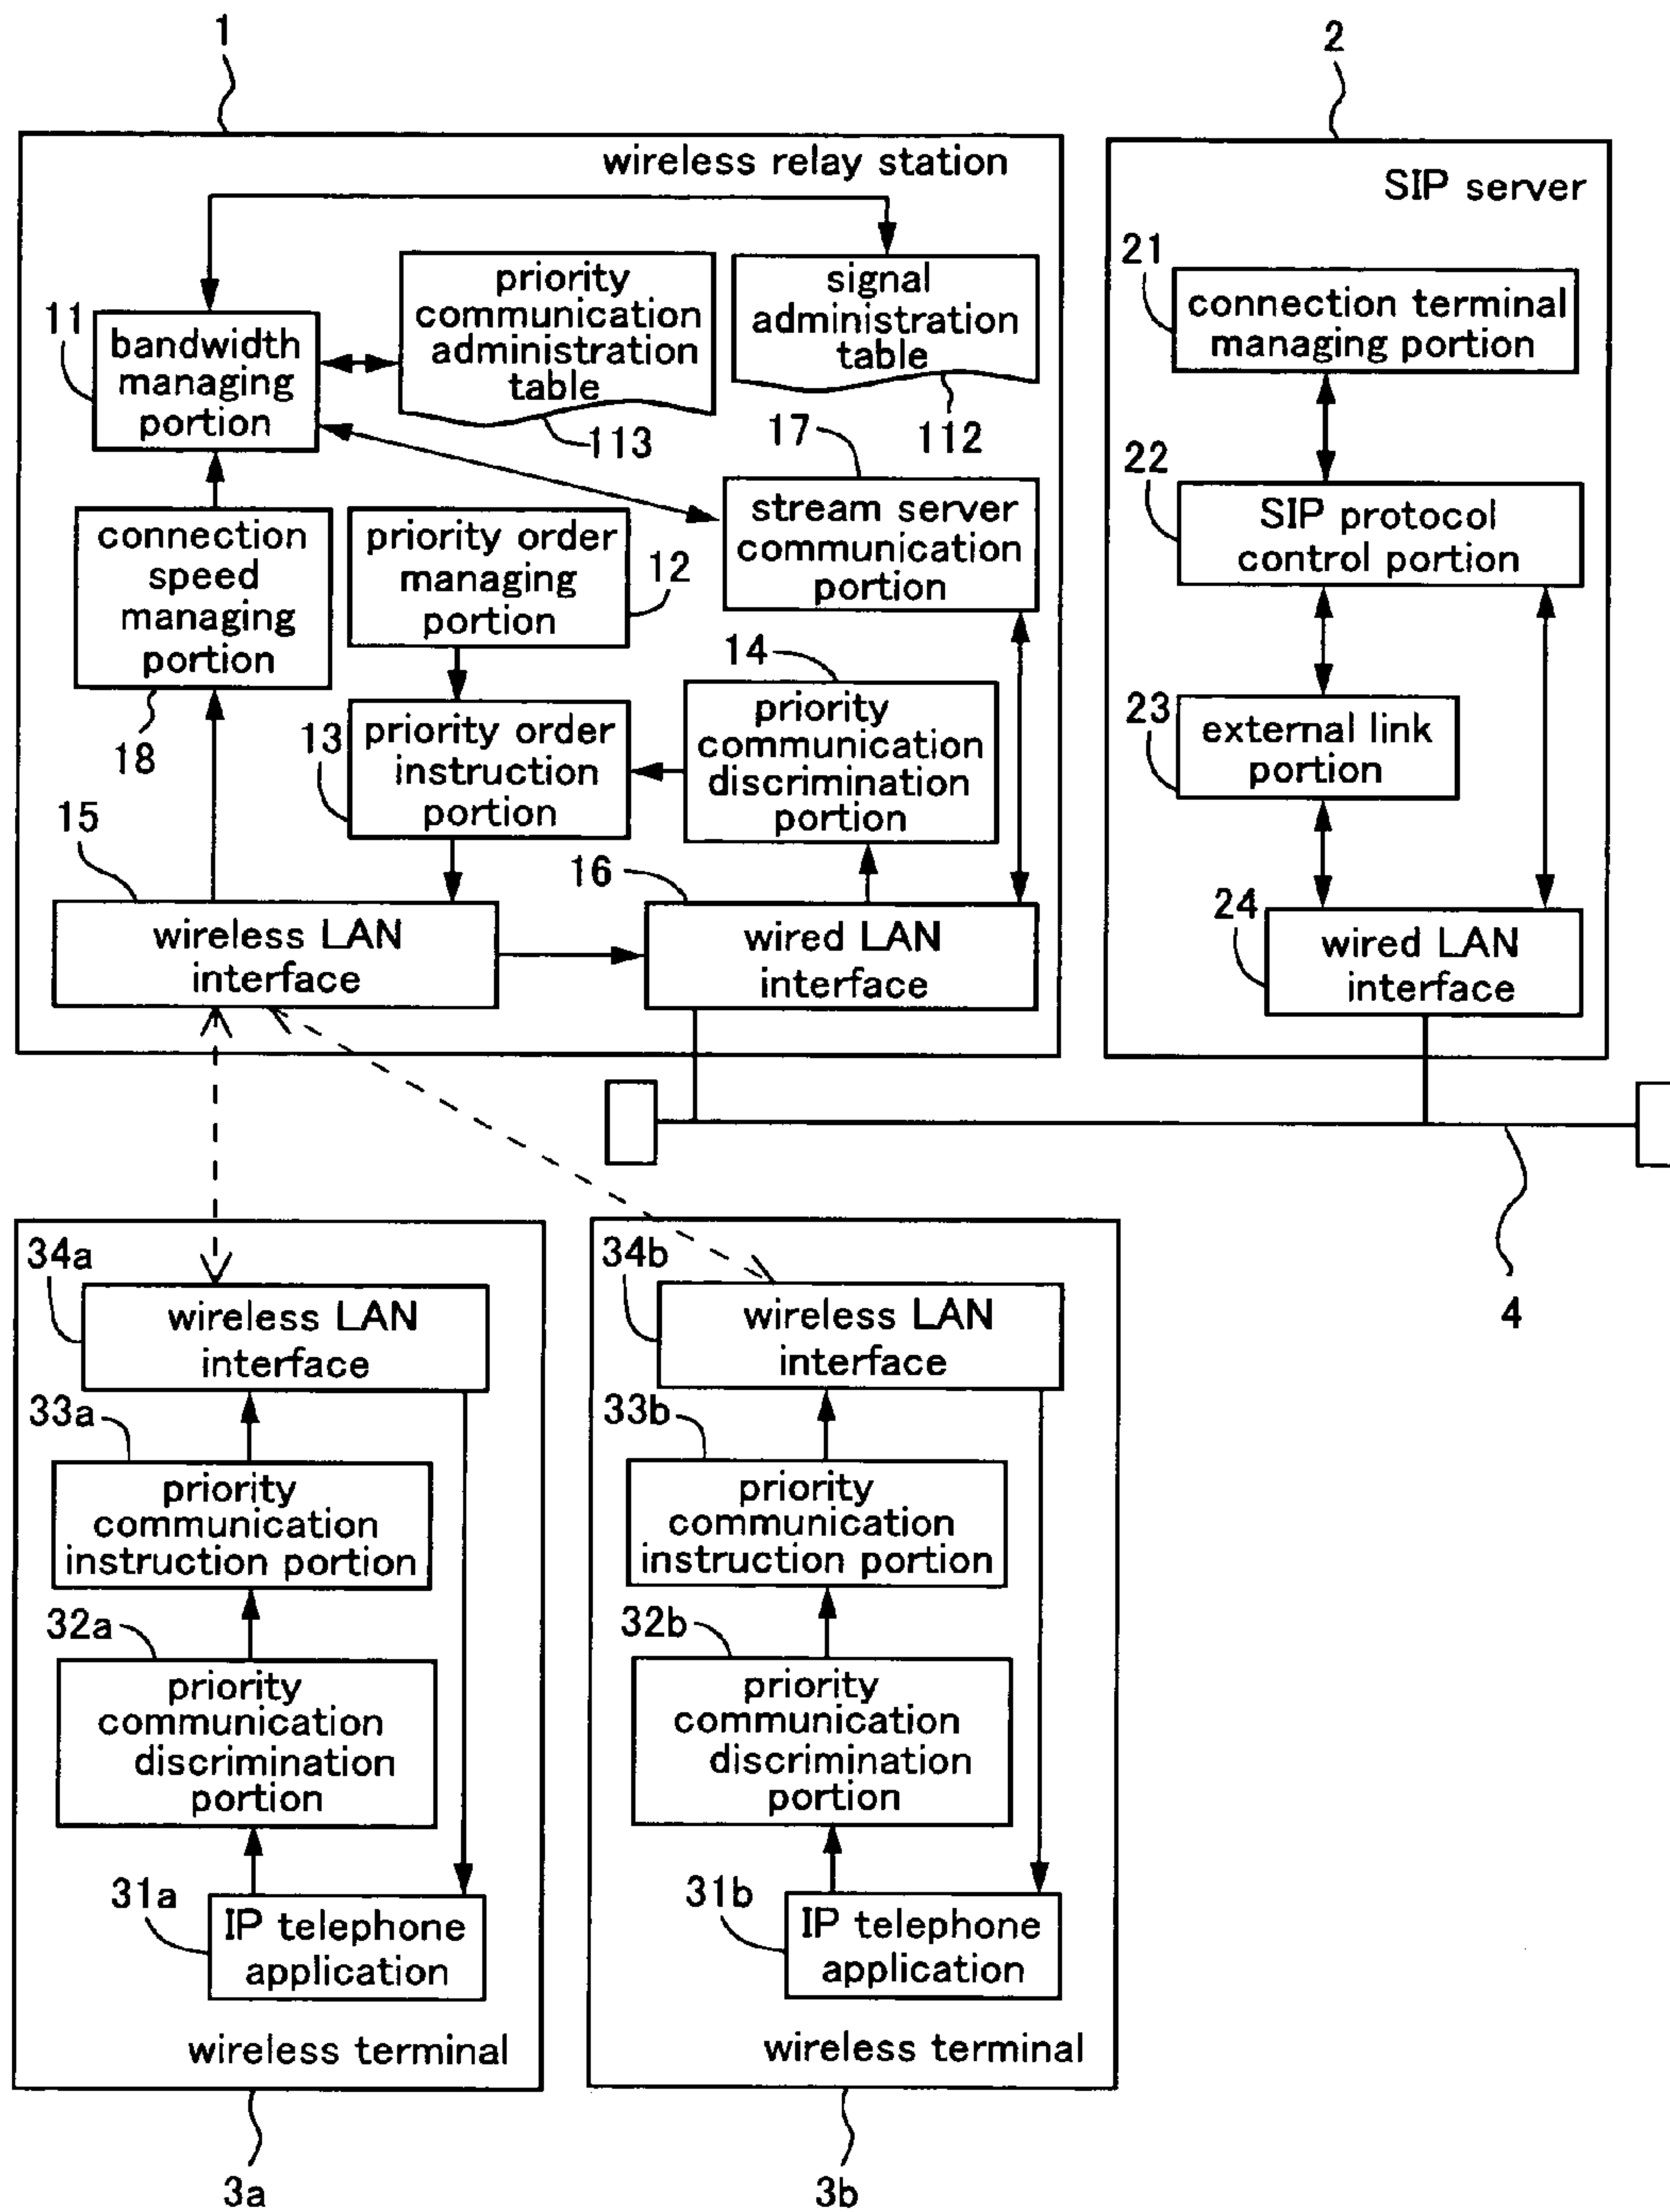 1
2
wireless relay station
SIP server
11
bandwidth
managing
portion
priority
communication
administration
table
113
signal
administration
table
112
21
connection terminal
managing portion
17
stream server
communication
portion
22
SIP protocol
control portion
connection
speed
managing
portion
18
priority order
managing
portion
12
13
priority order
instruction
portion
14
priority
communication
discrimination
portion
23
external link
portion
15
wireless LAN
interface
16
wired LAN
interface
24
wired LAN
interface
4
34a
wireless LAN
interface
33a
priority
communication
instruction portion
32a
priority
communication
discrimination
portion
31a
IP telephone
application
wireless terminal
3a
34b
wireless LAN
interface
33b
priority
communication
instruction portion
32b
priority
communication
discrimination
portion
31b
IP telephone
application
wireless terminal
3b